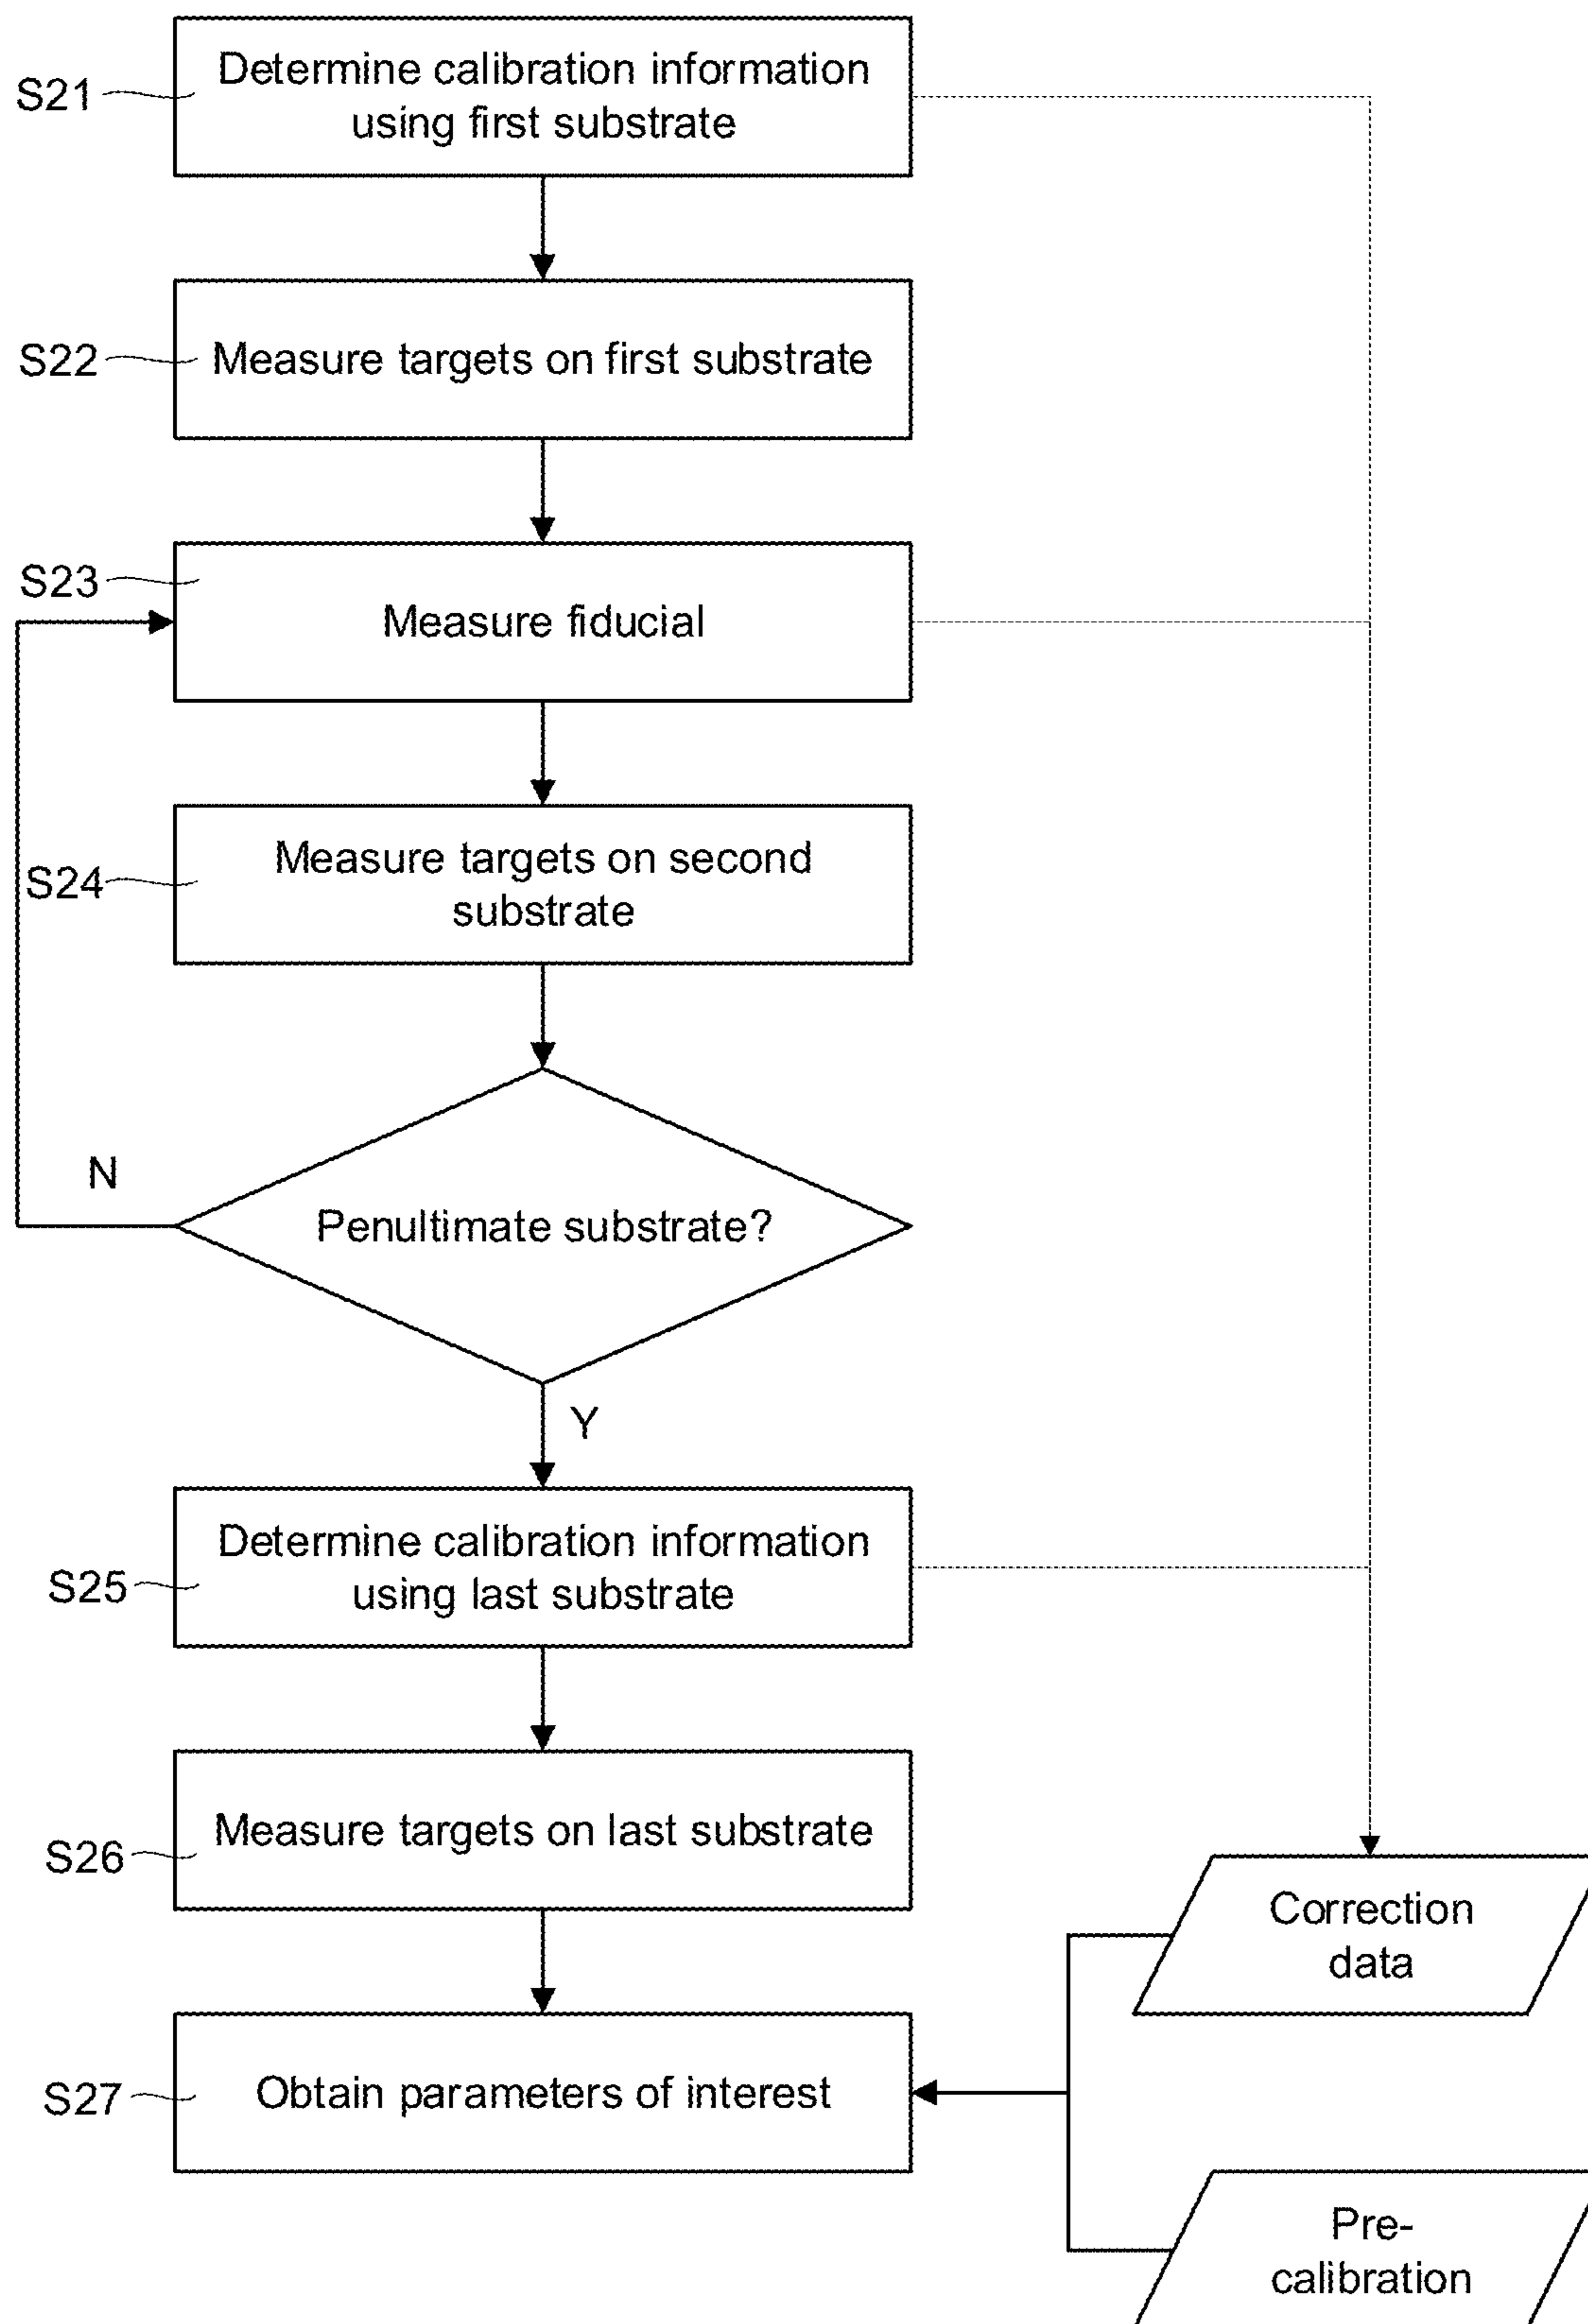 S21
Determine calibration information
using first substrate
S22
Measure targets on first substrate
S23
Measure fiducial
S24
Measure targets on second
substrate
Penultimate substrate?
N
Y
S25
Determine calibration information
using last substrate
S26
Measure targets on last substrate
Correction
data
S27
Obtain parameters of interest
Pre-
calibration